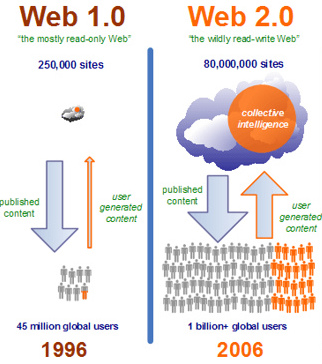 Web 1.0
"the mostly read-only Web"
250,000 sites
published
content
user
generated
content
45 million global users
1996
Web 2.0
"the wildly read-write Web"
80,000,000 sites
collective
intelligence
published
content
user
generated
content
1 billion+ global users
2006